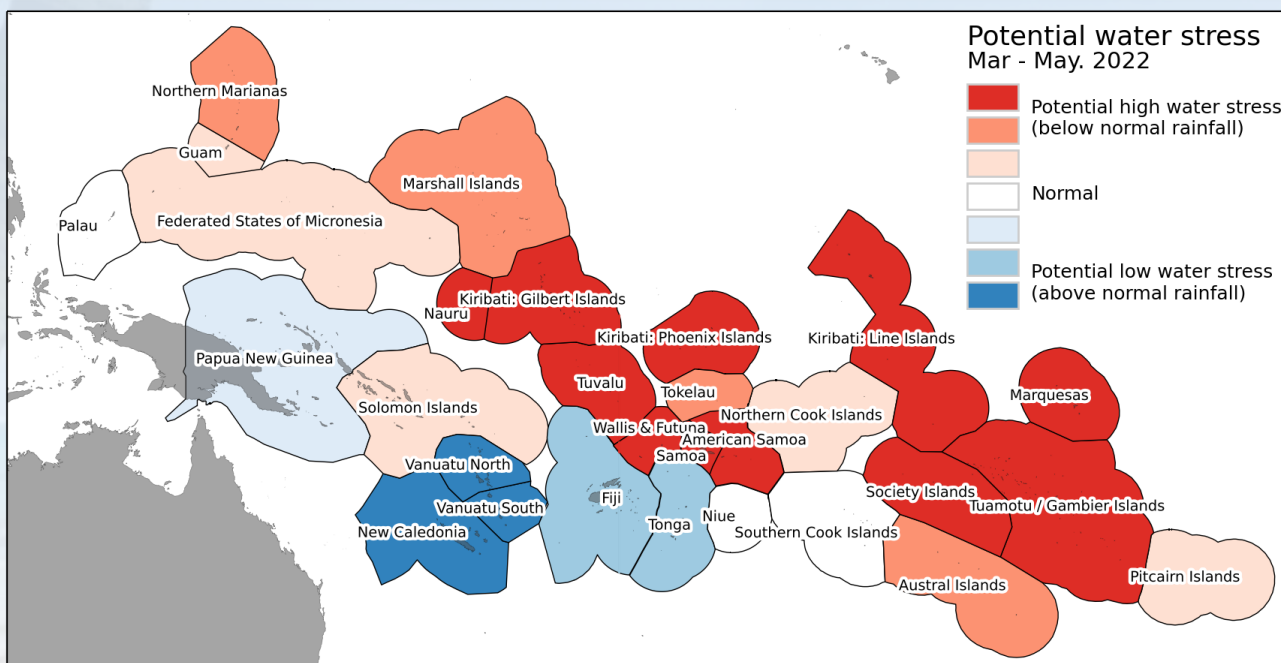 Potential water stress
Mar - May. 2022
Potential high water stress
(below normal rainfall)
Normal
Potential low water stress
(above normal rainfall)
Northern Marianas
Guam
Marshall Islands
Federated States of Micronesia
Palau
Kiribati: Gilbert Islands
Nauru
Kiribati: Phoenix Islands
Kiribati: Line Islands
Papua New Guinea
Tuvalu
Tokelau
Marquesas
Solomon Islands
Northern Cook Islands
Wallis & Futuna
American Samoa
Samoa
Vanuatu North
Society Islands
Fiji
Vanuatu South
Tuamotu / Gambier Islands
Niue
Tonga
New Caledonia
Southern Cook Islands
Pitcairn Islands
Austral Islands